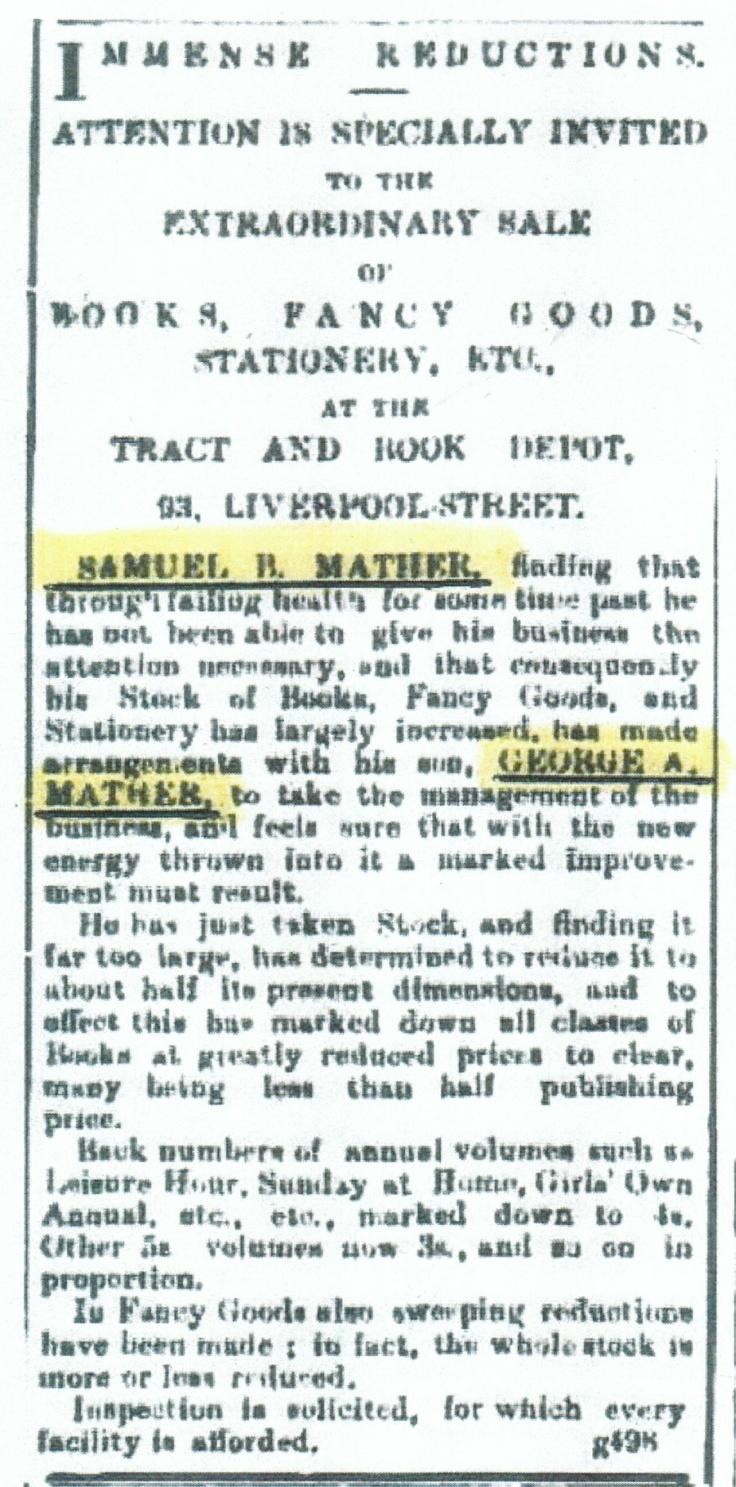 IMMENSE REDUCTIONS.
ATTENTION IS SPECIALLY INVITED
TO THE
EXTRAORDINARY SALE
OF
BOOKS, FANCY GOODS,
STATIONERY, ETC.,
AT THE
TRACT AND BOOK DEPOT,
93, LIVERPOOL-STREET.
SAMUEL B. MATHER, finding that
through failing health for some time past he
has not been able to give his business the
attention necessary, and that consequently
his Stock of Books, Fancy Goods, and
Stationery has largely increased, has made
arrangements with his son, GEORGE A.
MATHER, to take the management of the
business, and feels sure that with the new
energy thrown into it a marked improve-
ment must result.
He has just taken Stock, and finding it
far too large, has determined to reduce it to
about half its present dimensions, and to
effect this has marked down all classes of
Books at greatly reduced prices to clear,
many being less than half publishing
price.
Back numbers of annual volumes such as
Leisure Hour, Sunday at Home, Girls' Own
Annual, etc., etc., marked down to 4s.
Other 5s volumes now 3s., and so on in
proportion.
In Fancy Goods also sweeping reductions
have been made ; in fact, the whole stock is
more or less reduced.
Inspection is solicited, for which every
facility is afforded. g498